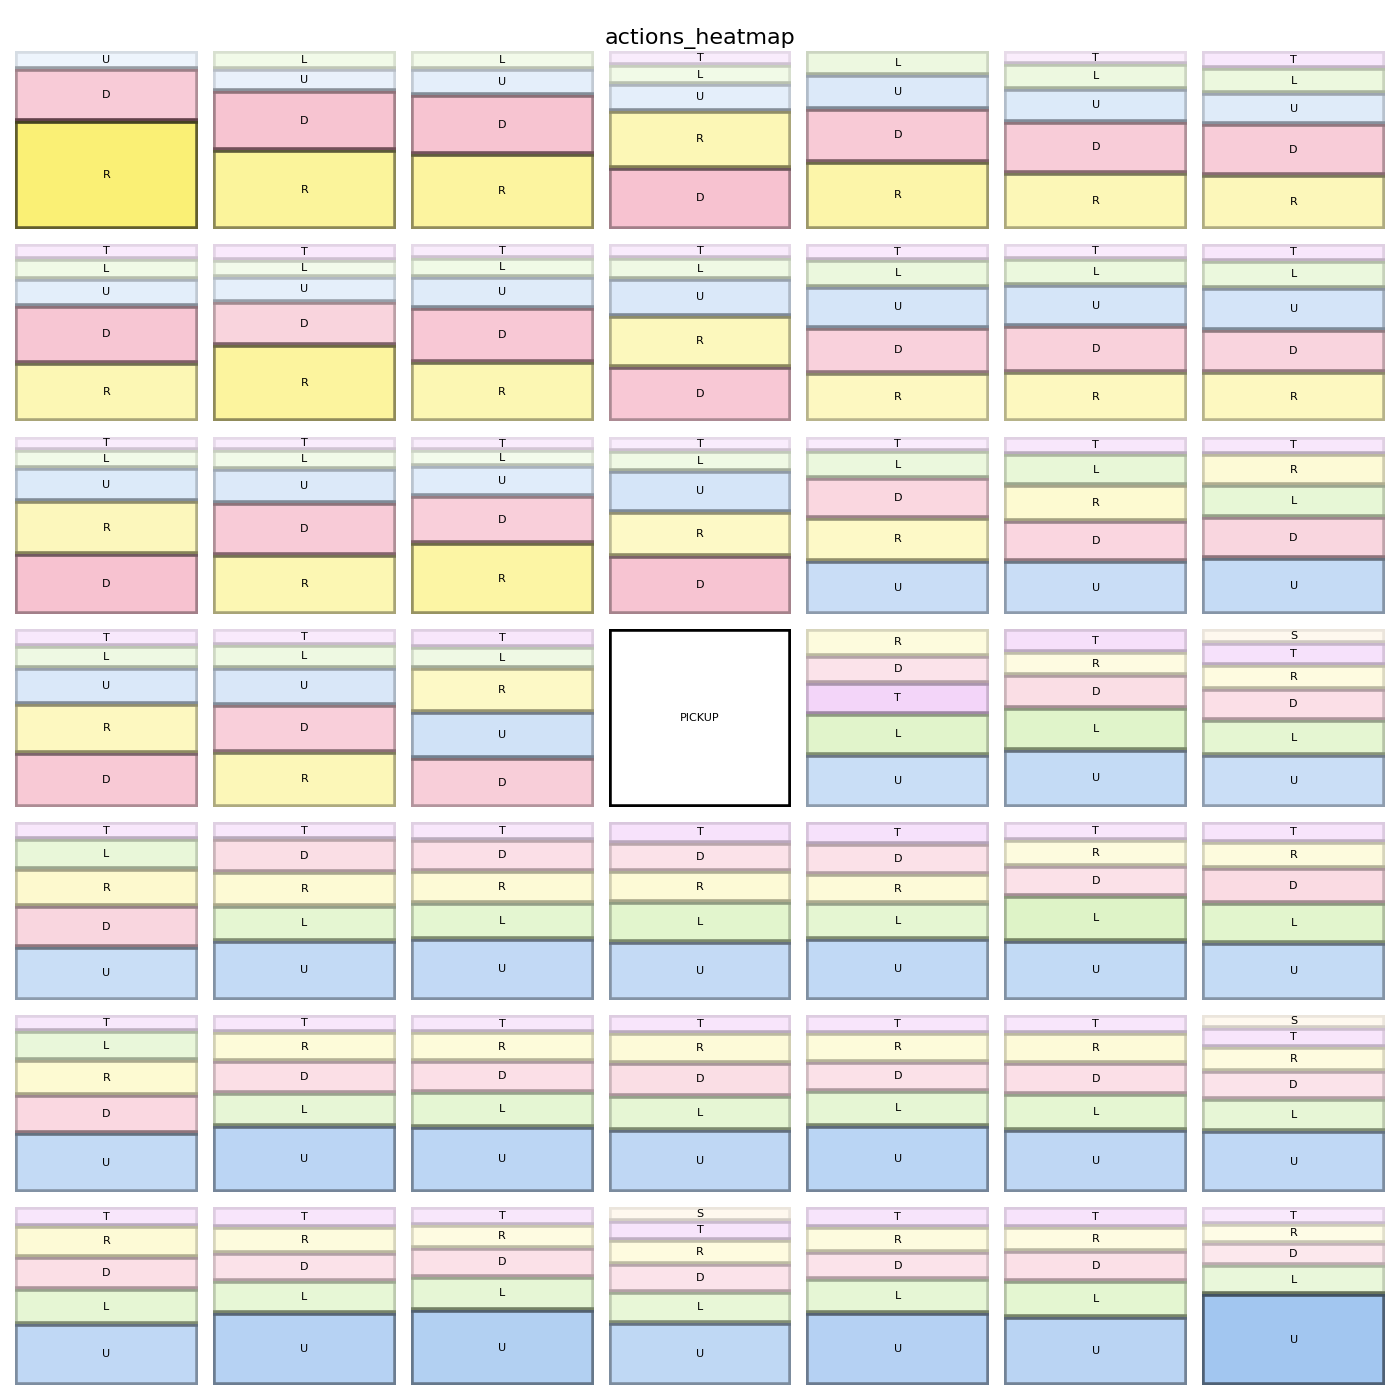 actions_heatmap
U L L T L T T
D U U L U L L
R D D U D U U
R R R R D D
D R R
T T T T T T T
L L L L L L L
U U U U U U U
D D D R D D D
R R R D R R R
T T T T T T T
L L L L L L R
U U U U D R L
R D D R R D D
D R R D U U U
T T T PICKUP R T S
L L L D R T
U U R T D R
R D U L L D
D R D U U L
U
T T T T T T T
L D D D D R R
R R R R R D D
D L L L L L L
U U U U U U U
T T T T T T S
L R R R R R T
R D D D D D R
D L L L L L D
U U U U U U L
U
T T T S T T T
R R R T R R R
D D D R D D D
L L L D L L L
U U U L U U U
U